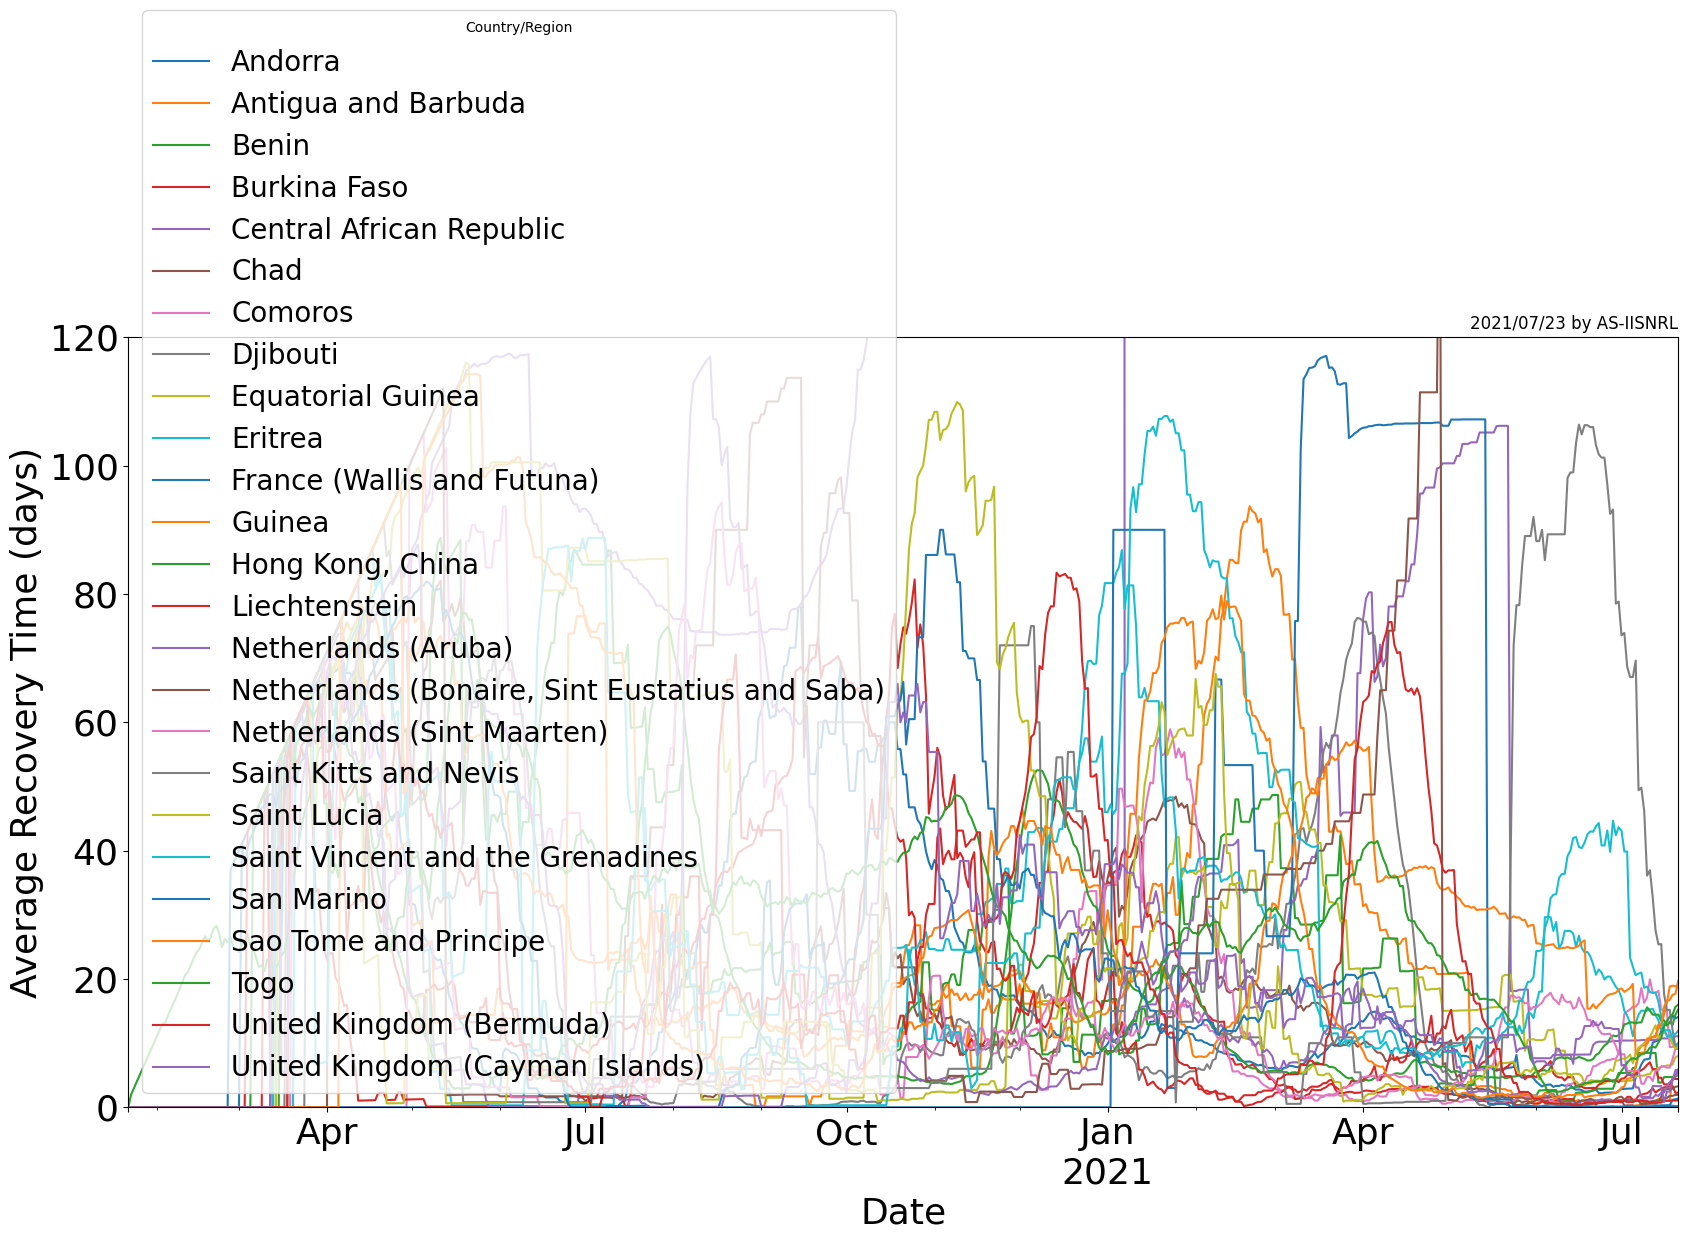 Country/Region
Andorra
Antigua and Barbuda
Benin
Burkina Faso
Central African Republic
Chad
Comoros
Djibouti
Equatorial Guinea
Eritrea
France (Wallis and Futuna)
Guinea
Hong Kong, China
Liechtenstein
Netherlands (Aruba)
Netherlands (Bonaire, Sint Eustatius and Saba)
Netherlands (Sint Maarten)
Saint Kitts and Nevis
Saint Lucia
Saint Vincent and the Grenadines
San Marino
Sao Tome and Principe
Togo
United Kingdom (Bermuda)
United Kingdom (Cayman Islands)
2021/07/23 by AS-IISNRL
Average Recovery Time (days)
120
100
80
60
40
20
0
Apr
Jul
Oct
Jan
2021
Apr
Jul
Date